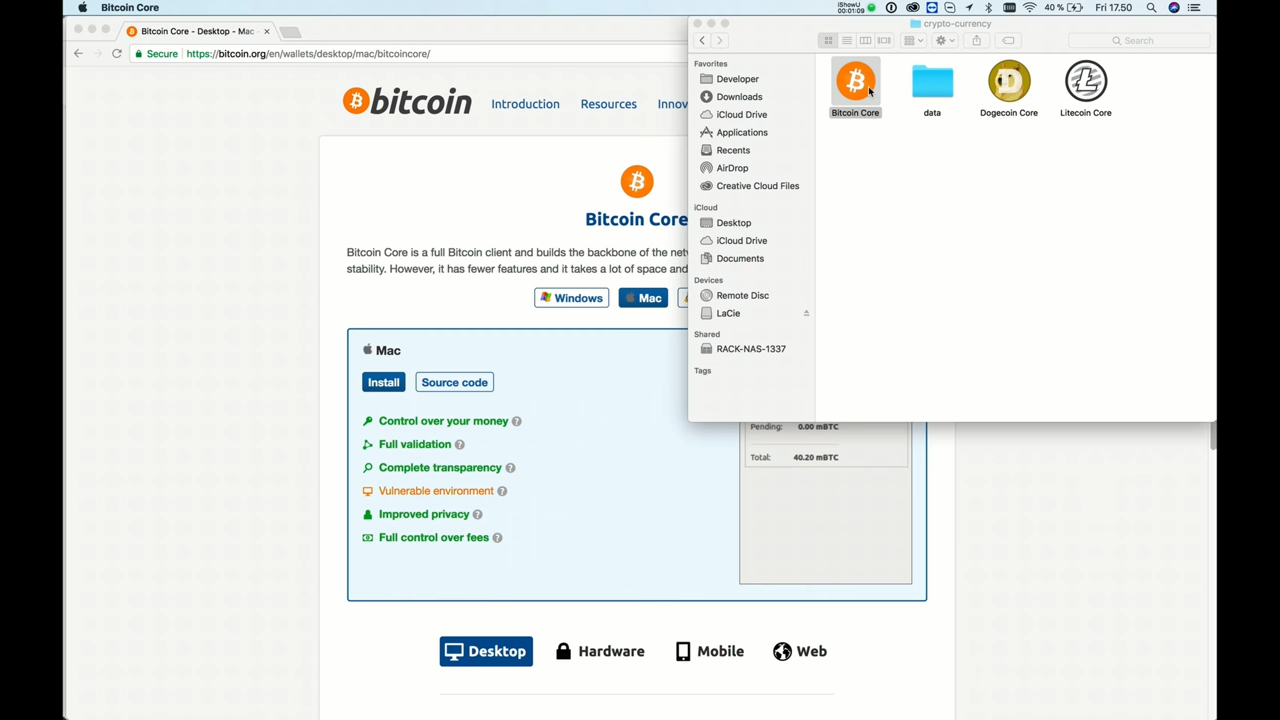 Bitcoin Core
iShowU
00:01:09
40 %
Fri 17.50
Bitcoin Core - Desktop - Mac -
Secure
https://bitcoin.org/en/wallets/desktop/mac/bitcoincore/
bitcoin
Introduction
Resources
Innov
Bitcoin Core
Bitcoin Core is a full Bitcoin client and builds the backbone of the net
stability. However, it has fewer features and it takes a lot of space and
Windows
Mac
Mac
Install
Source code
Control over your money ?
Full validation ?
Complete transparency ?
Vulnerable environment ?
Improved privacy ?
Full control over fees ?
Pending: 0.00 mBTC
Total: 40.20 mBTC
Desktop
Hardware
Mobile
Web
crypto-currency
Search
Favorites
Developer
Downloads
iCloud Drive
Applications
Recents
AirDrop
Creative Cloud Files
iCloud
Desktop
iCloud Drive
Documents
Devices
Remote Disc
LaCie
Shared
RACK-NAS-1337
Tags
Bitcoin Core
data
Dogecoin Core
Litecoin Core